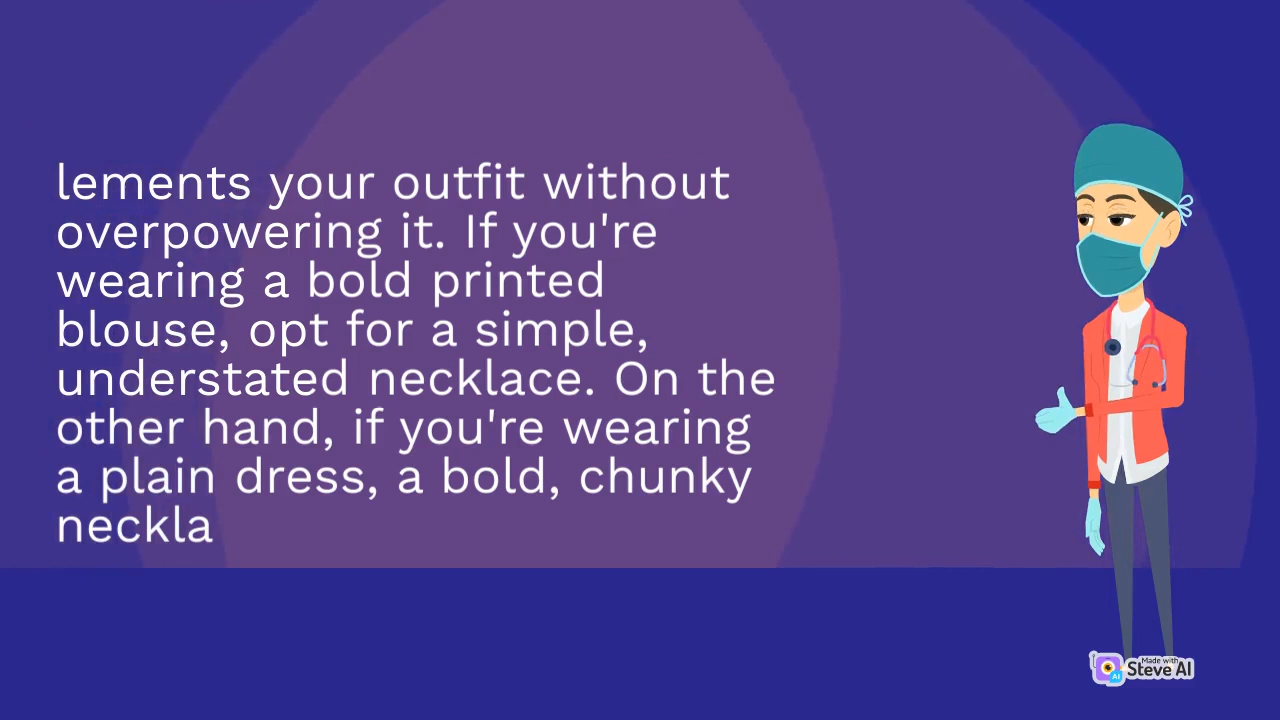 lements your outfit without
overpowering it. If you're
wearing a bold printed
blouse, opt for a simple,
understated necklace. On the
other hand, if you're wearing
a plain dress, a bold, chunky
neckla
Made with
Steve AI
AI